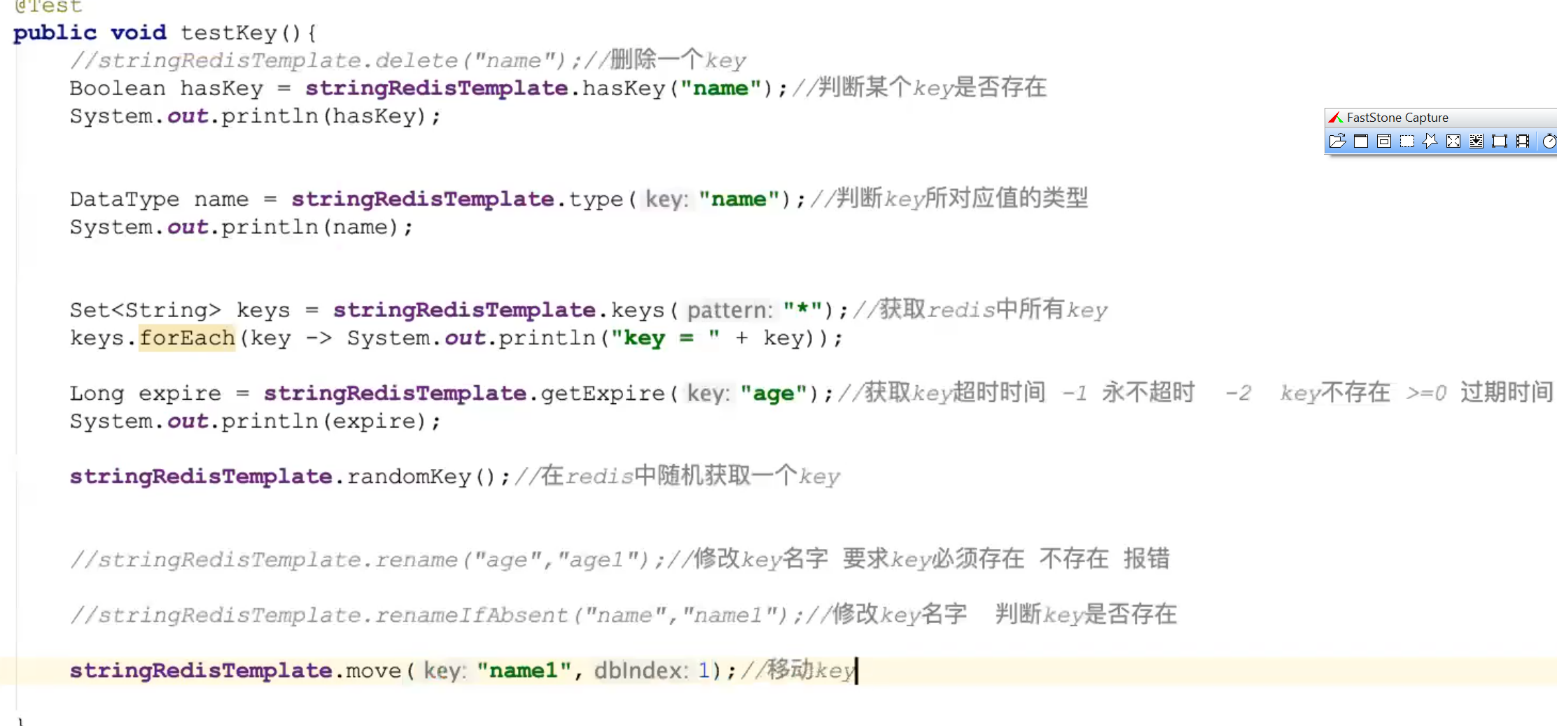 @Test
public void testKey(){
//stringRedisTemplate.delete("name");//删除一个key
Boolean hasKey = stringRedisTemplate.hasKey("name");//判断某个key是否存在
System.out.println(hasKey);
FastStone Capture
DataType name = stringRedisTemplate.type( key: "name");//判断key所对应值的类型
System.out.println(name);
Set<String> keys = stringRedisTemplate.keys( pattern: "*");//获取redis中所有key
keys.forEach(key -> System.out.println("key = " + key));
Long expire = stringRedisTemplate.getExpire( key: "age");//获取key超时时间 -1 永不超时 -2 key不存在 >=0 过期时间
System.out.println(expire);
stringRedisTemplate.randomKey();//在redis中随机获取一个key
//stringRedisTemplate.rename("age","age1");//修改key名字 要求key必须存在 不存在 报错
//stringRedisTemplate.renameIfAbsent("name","name1");//修改key名字 判断key是否存在
stringRedisTemplate.move( key: "name1", dbIndex: 1);//移动key
}